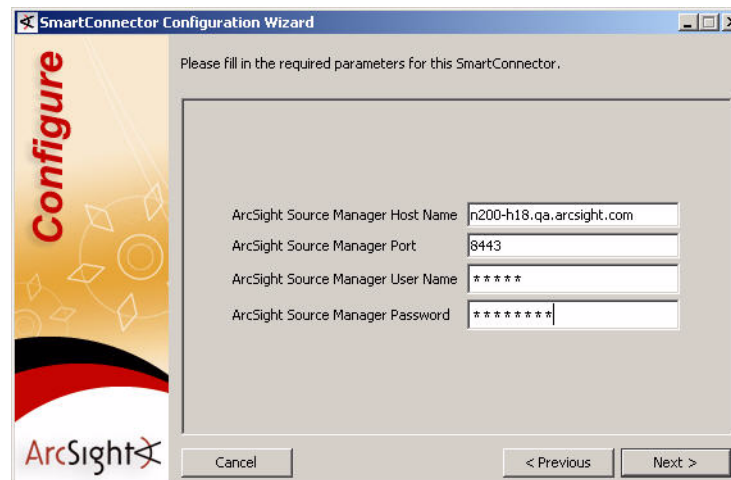 SmartConnector Configuration Wizard
Configure
Please fill in the required parameters for this SmartConnector.
ArcSight Source Manager Host Name n200-h18.qa.arcsight.com
ArcSight Source Manager Port 8443
ArcSight Source Manager User Name *****
ArcSight Source Manager Password ********
ArcSight
Cancel < Previous Next >